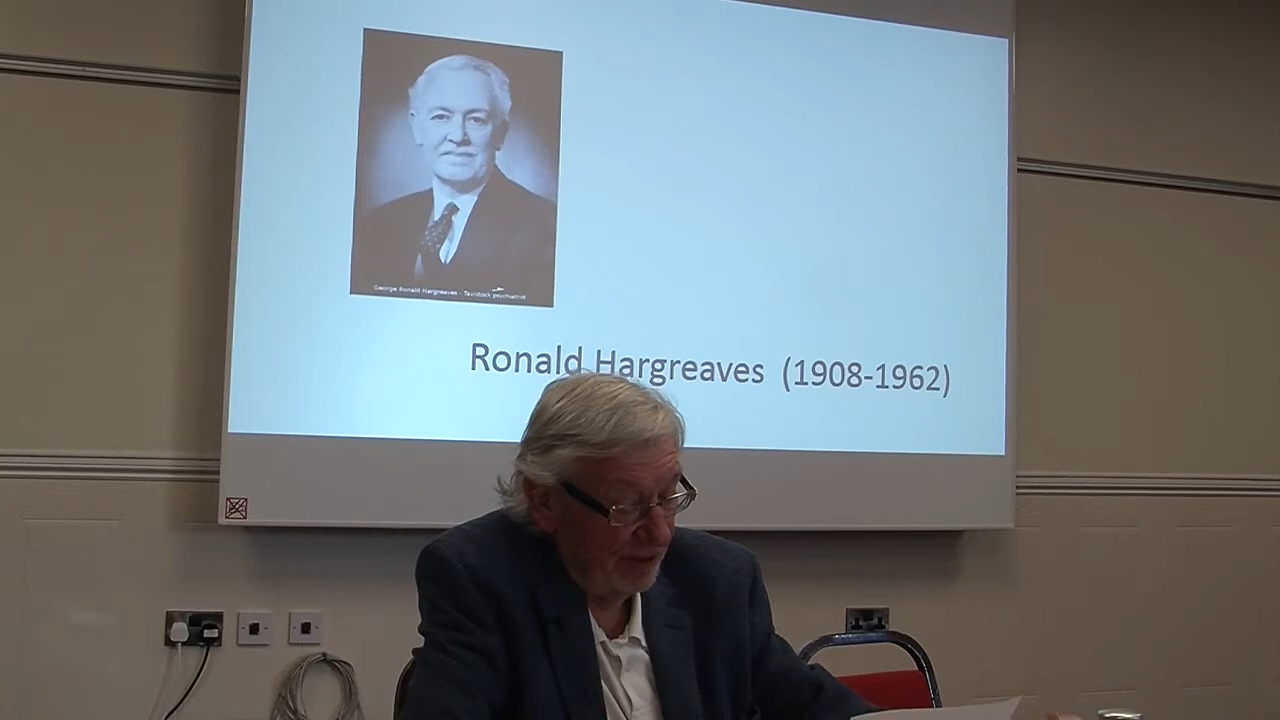 George Ronald Hargreaves - Tavistock psychiatrist
Ronald Hargreaves (1908-1962)